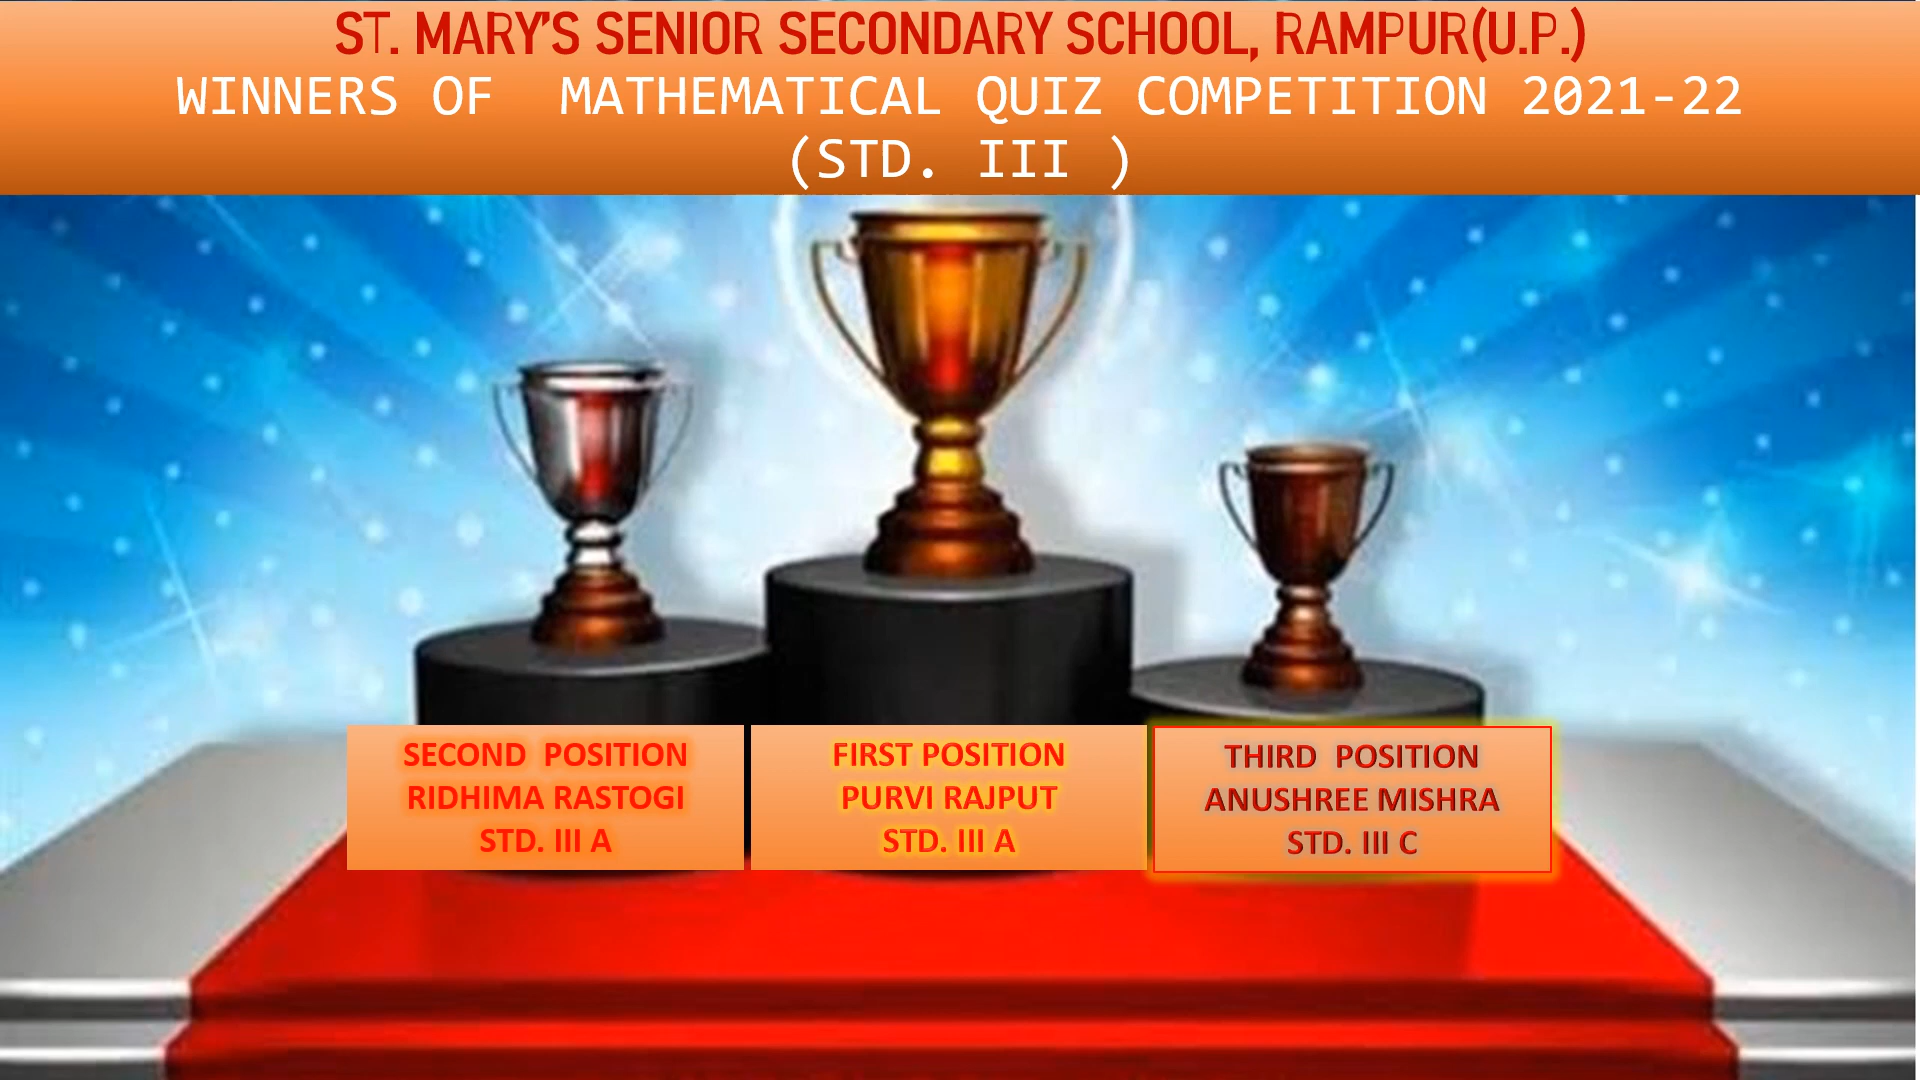 ST. MARY'S SENIOR SECONDARY SCHOOL, RAMPUR(U.P.)
WINNERS OF  MATHEMATICAL QUIZ COMPETITION 2021-22
(STD. III )
SECOND  POSITION
RIDHIMA RASTOGI
STD. III A
FIRST POSITION
PURVI RAJPUT
STD. III A
THIRD  POSITION
ANUSHREE MISHRA
STD. III C